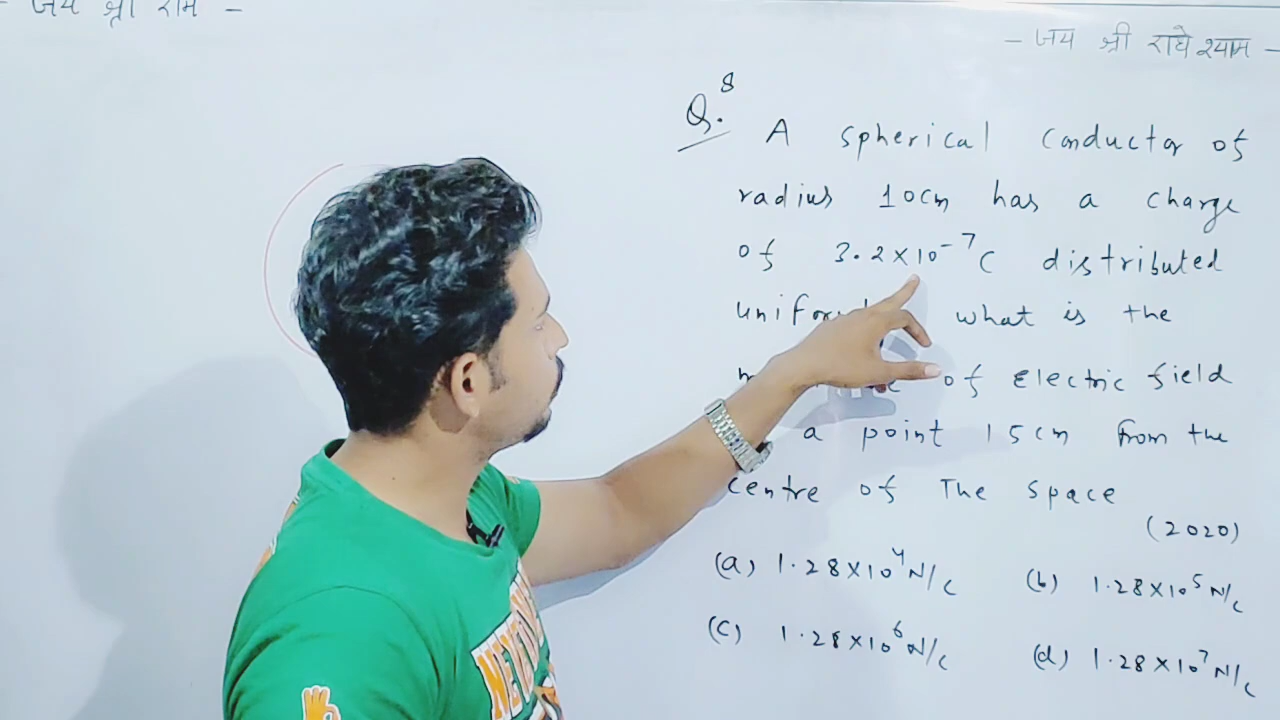 - जय श्री राम -
- जय श्री राधे श्याम -
Q.8
A spherical conductor of
radius 10cm has a charge
of 3.2×10⁻⁷C distributed
what is the
of Electric field
a point 15cm from the
centre of The space
(2020)
(a) 1.28×10⁴N/C (b) 1.28×10⁵N/C
(c) 1.28×10⁶N/C (d) 1.28×10⁷N/C